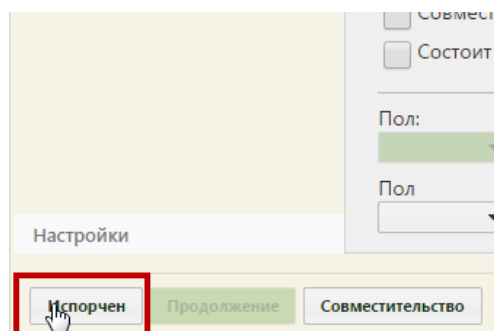 Состоит
Пол:
Пол
Настройки
Испорчен
Продолжение
Совместительство